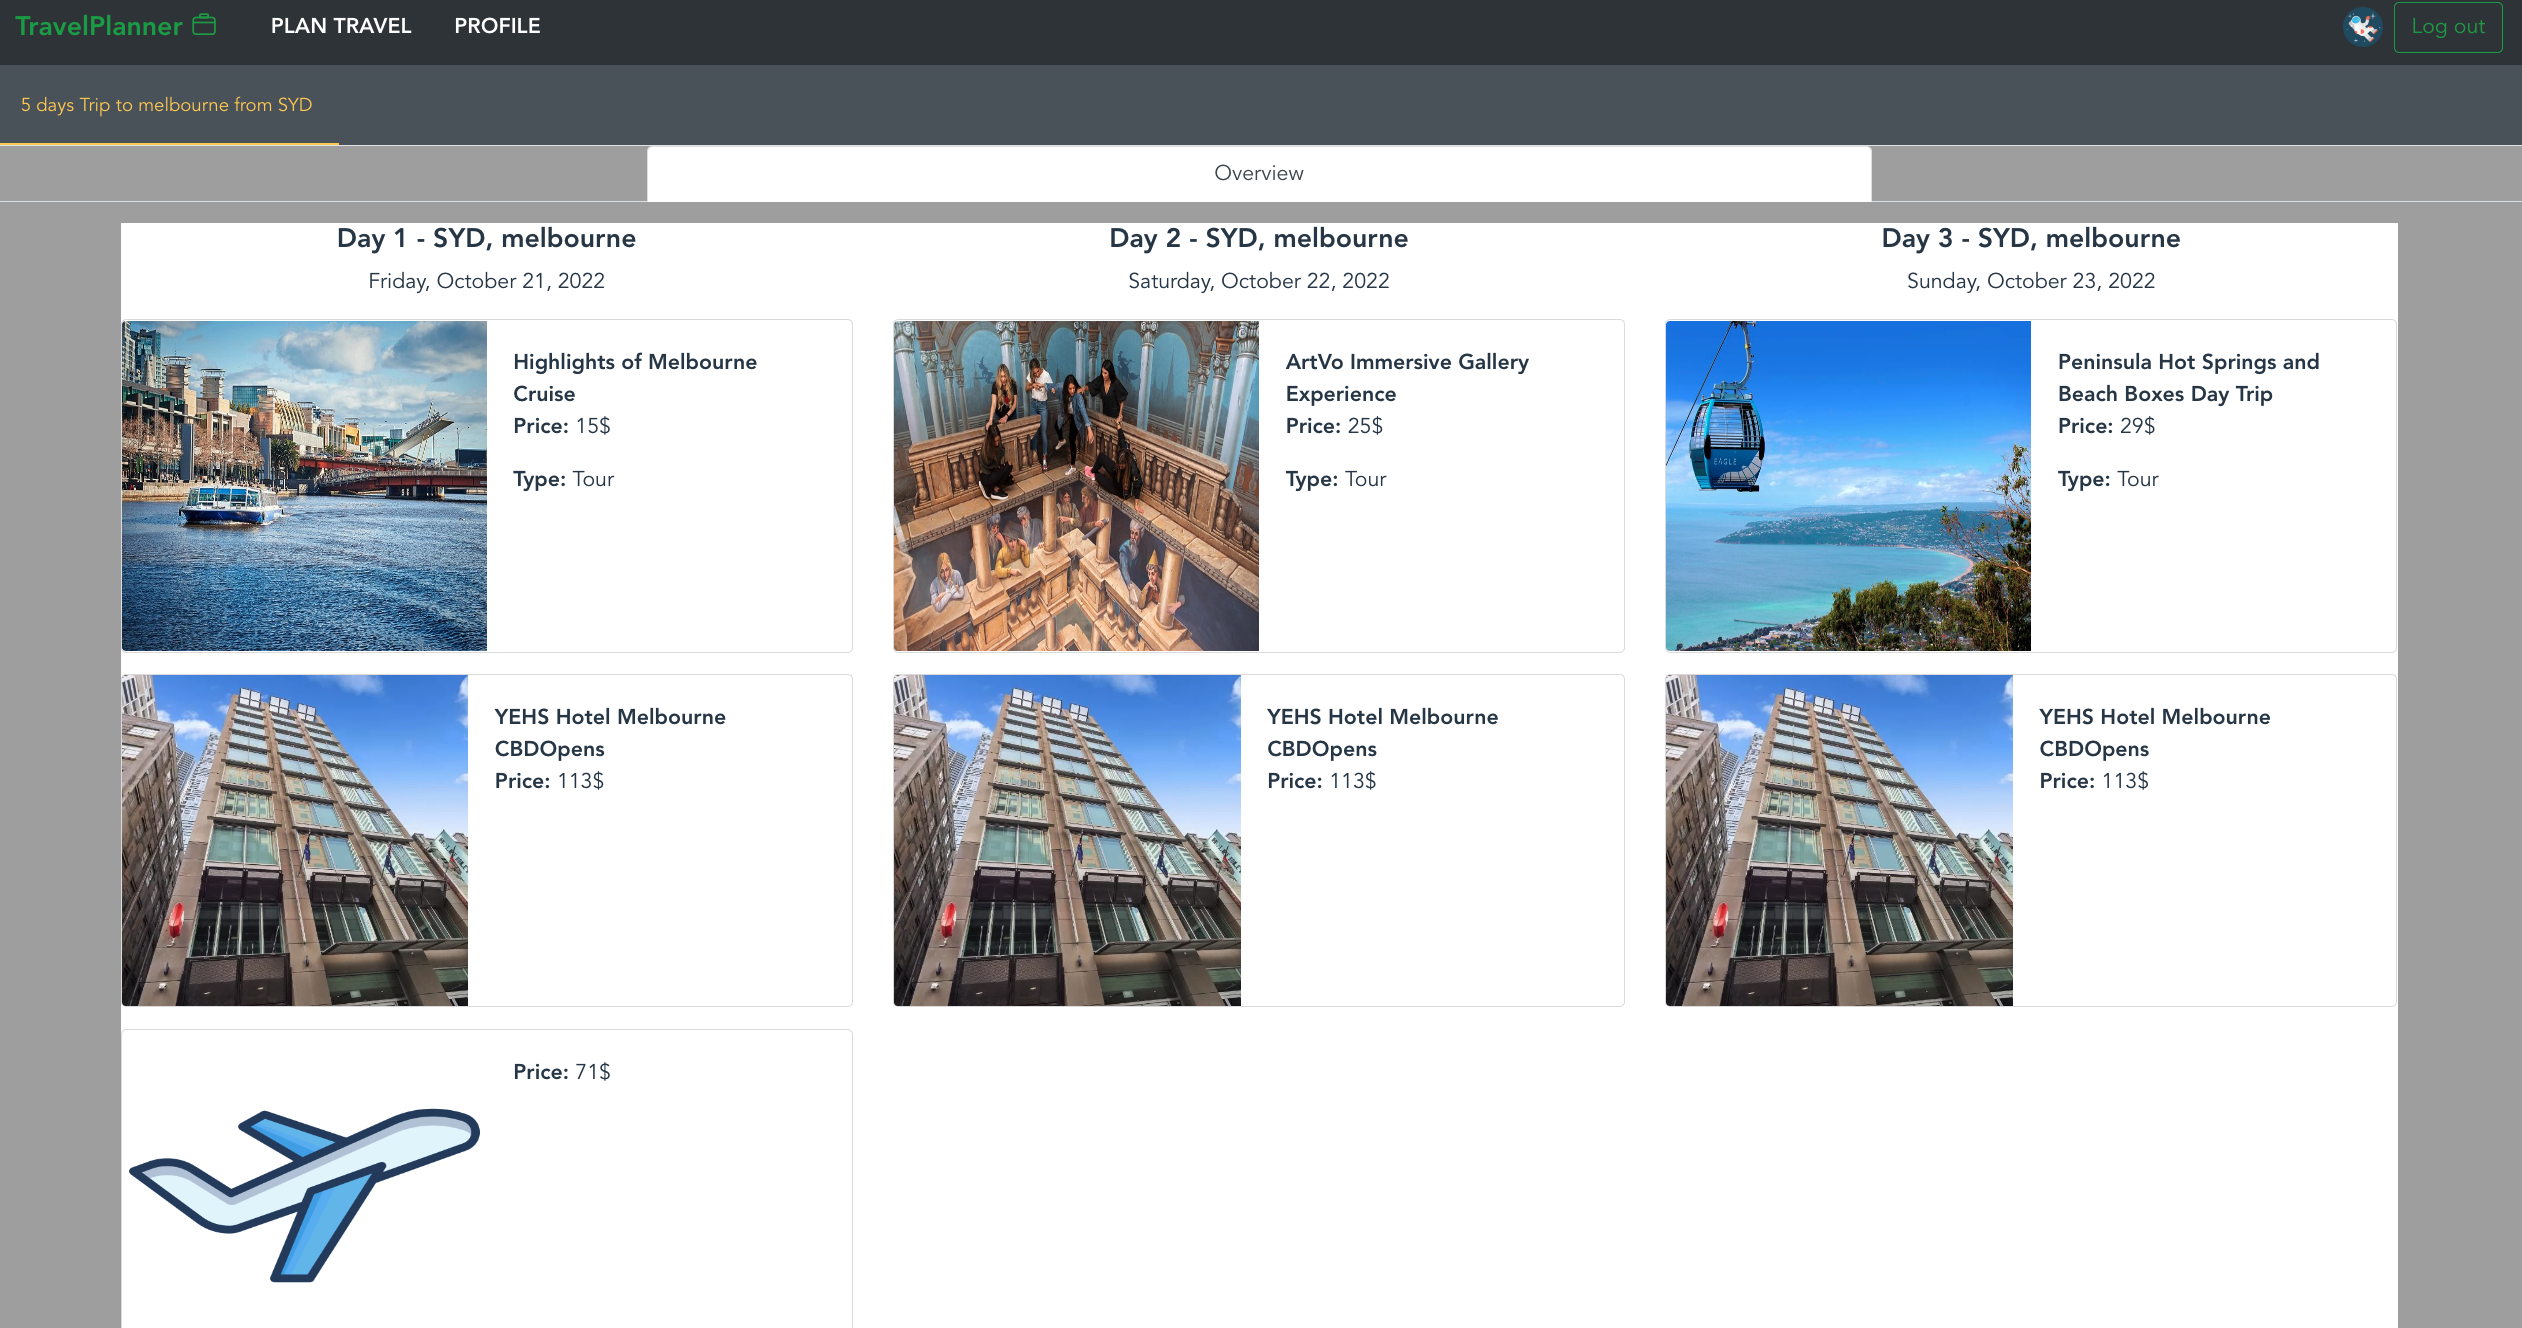 TravelPlanner PLAN TRAVEL PROFILE Log out
5 days Trip to melbourne from SYD
Overview
Day 1 - SYD, melbourne
Friday, October 21, 2022
Highlights of Melbourne
Cruise
Price: 15$
Type: Tour
YEHS Hotel Melbourne
CBDOpens
Price: 113$
Price: 71$
Day 2 - SYD, melbourne
Saturday, October 22, 2022
ArtVo Immersive Gallery
Experience
Price: 25$
Type: Tour
YEHS Hotel Melbourne
CBDOpens
Price: 113$
Day 3 - SYD, melbourne
Sunday, October 23, 2022
EAGLE
Peninsula Hot Springs and
Beach Boxes Day Trip
Price: 29$
Type: Tour
YEHS Hotel Melbourne
CBDOpens
Price: 113$